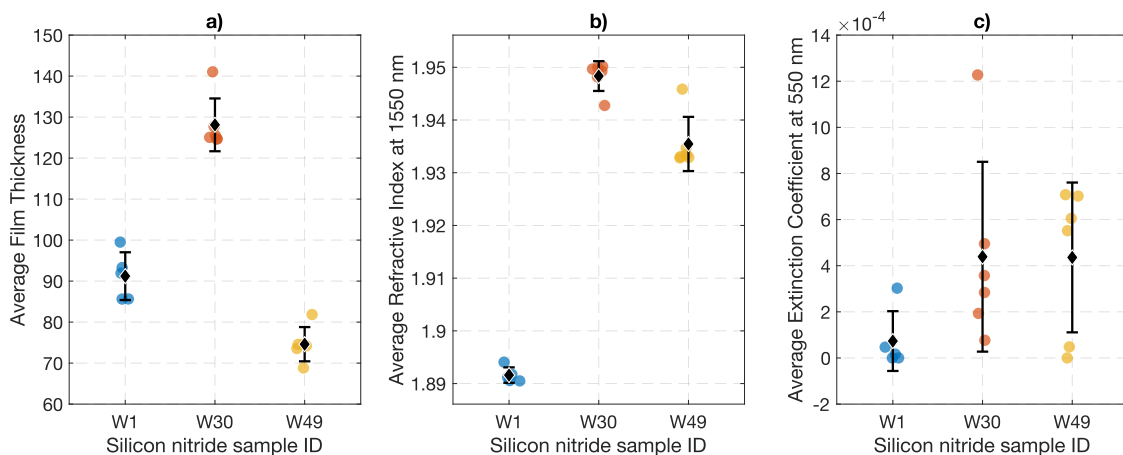 a)
Average Film Thickness
150
140
130
120
110
100
90
80
70
60
W1
W30
W49
Silicon nitride sample ID
b)
Average Refractive Index at 1550 nm
1.95
1.94
1.93
1.92
1.91
1.9
1.89
W1
W30
W49
Silicon nitride sample ID
c)
×10⁻⁴
Average Extinction Coefficient at 550 nm
14
12
10
8
6
4
2
0
-2
W1
W30
W49
Silicon nitride sample ID